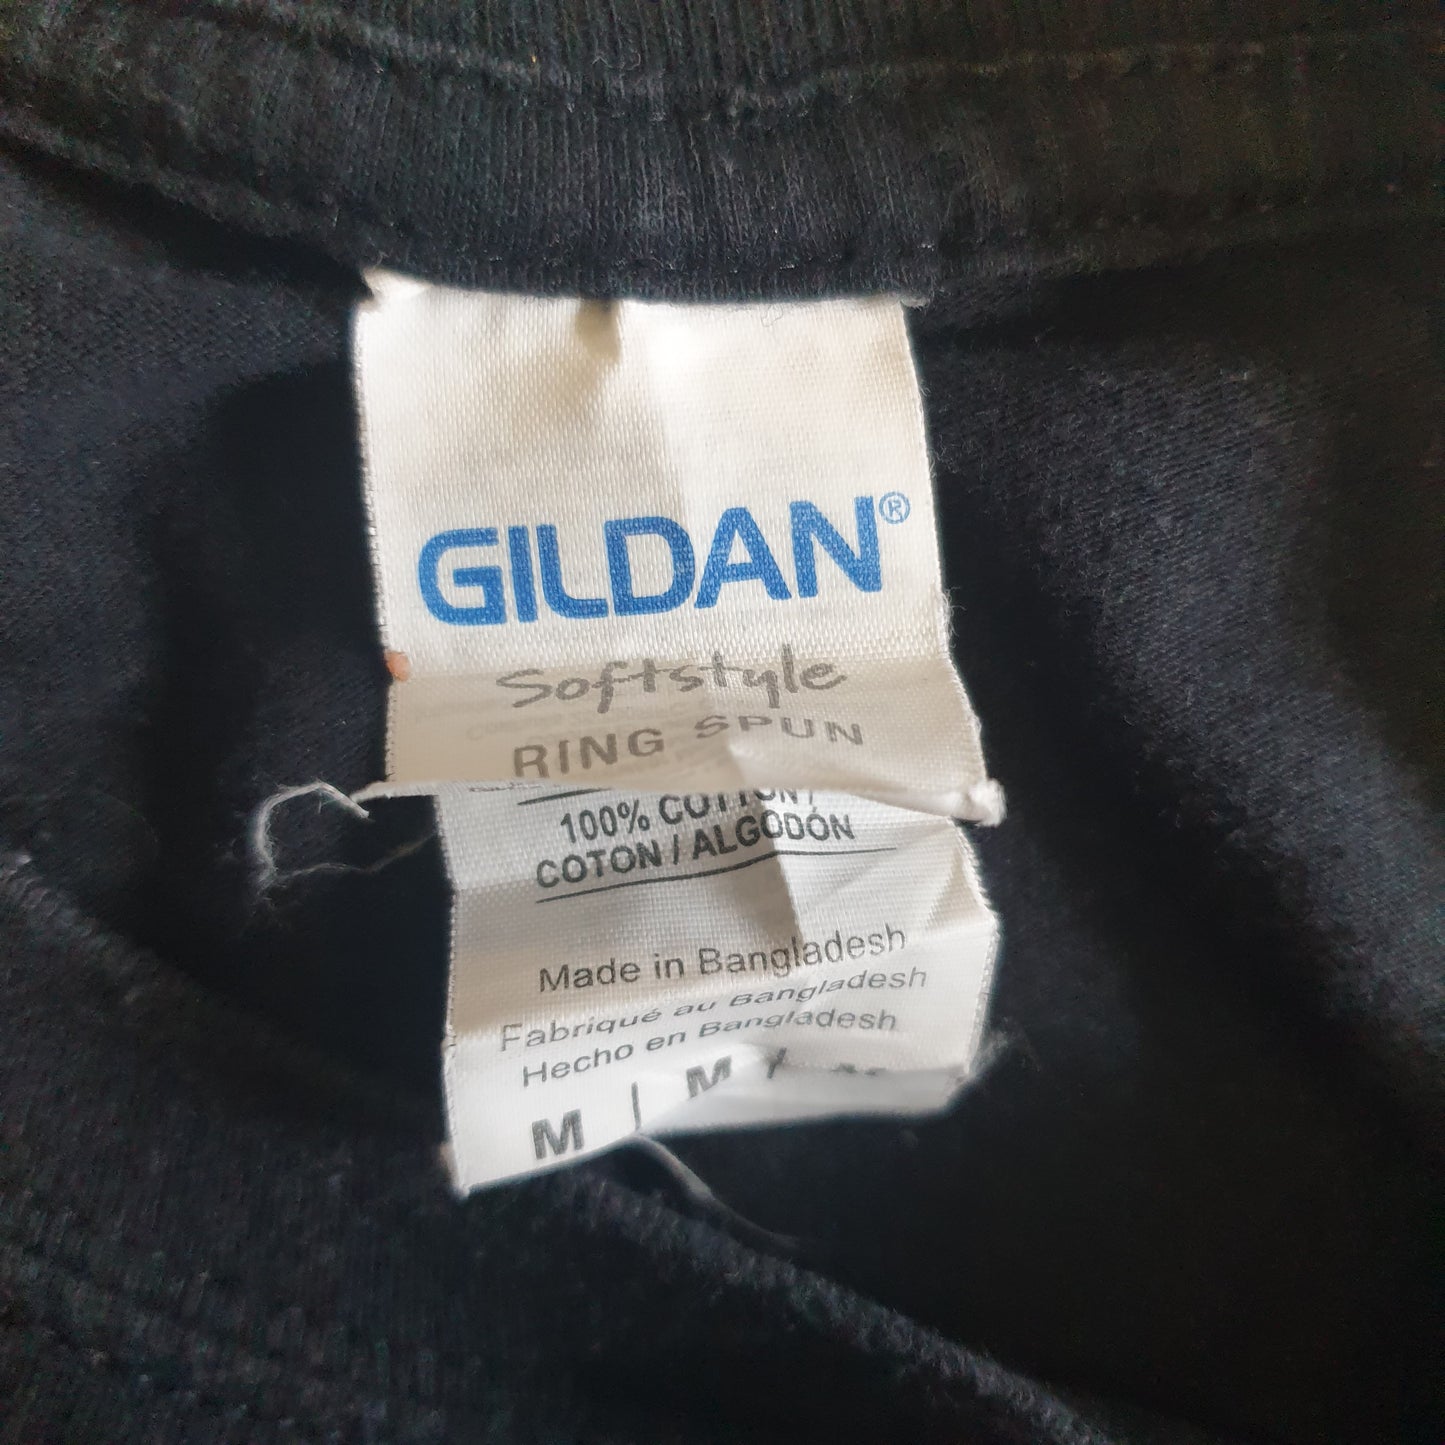 GILDAN®
Softstyle
RING SPUN
100% COTTON /
COTON / ALGODÓN
Made in Bangladesh
Fabriqué au Bangladesh
Hecho en Bangladesh
M / M /